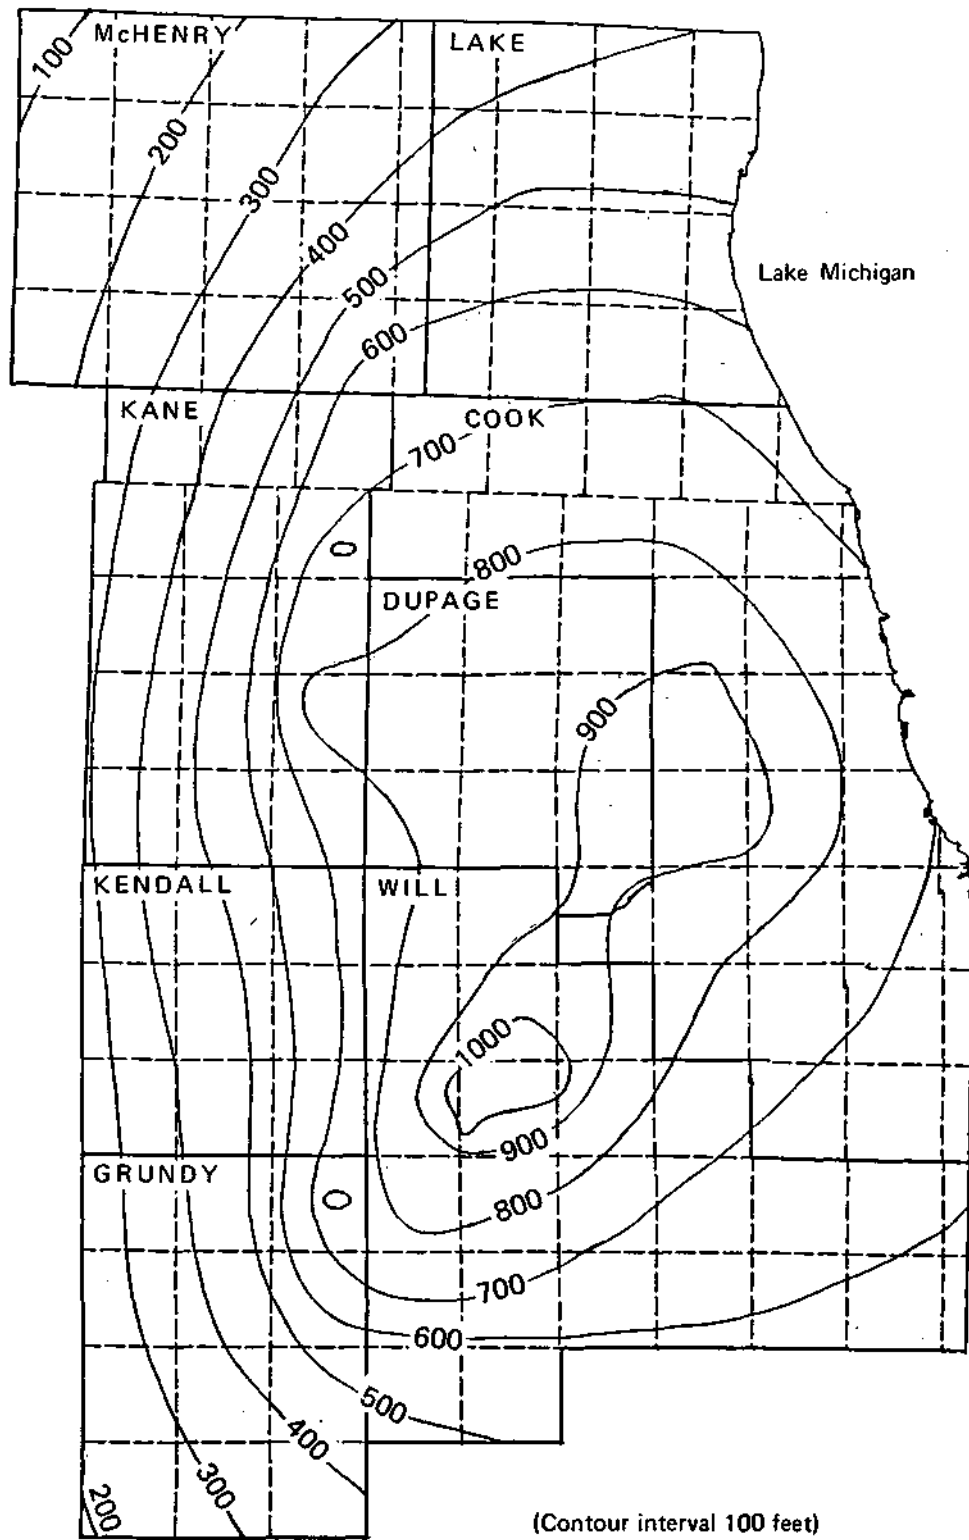 McHENRY
LAKE
100
200
300
400
500
Lake Michigan
600
KANE
COOK
700
0
800
DUPAGE
900
KENDALL
WILL
1000
900
GRUNDY
0
800
700
600
500
400
300
200
(Contour interval 100 feet)